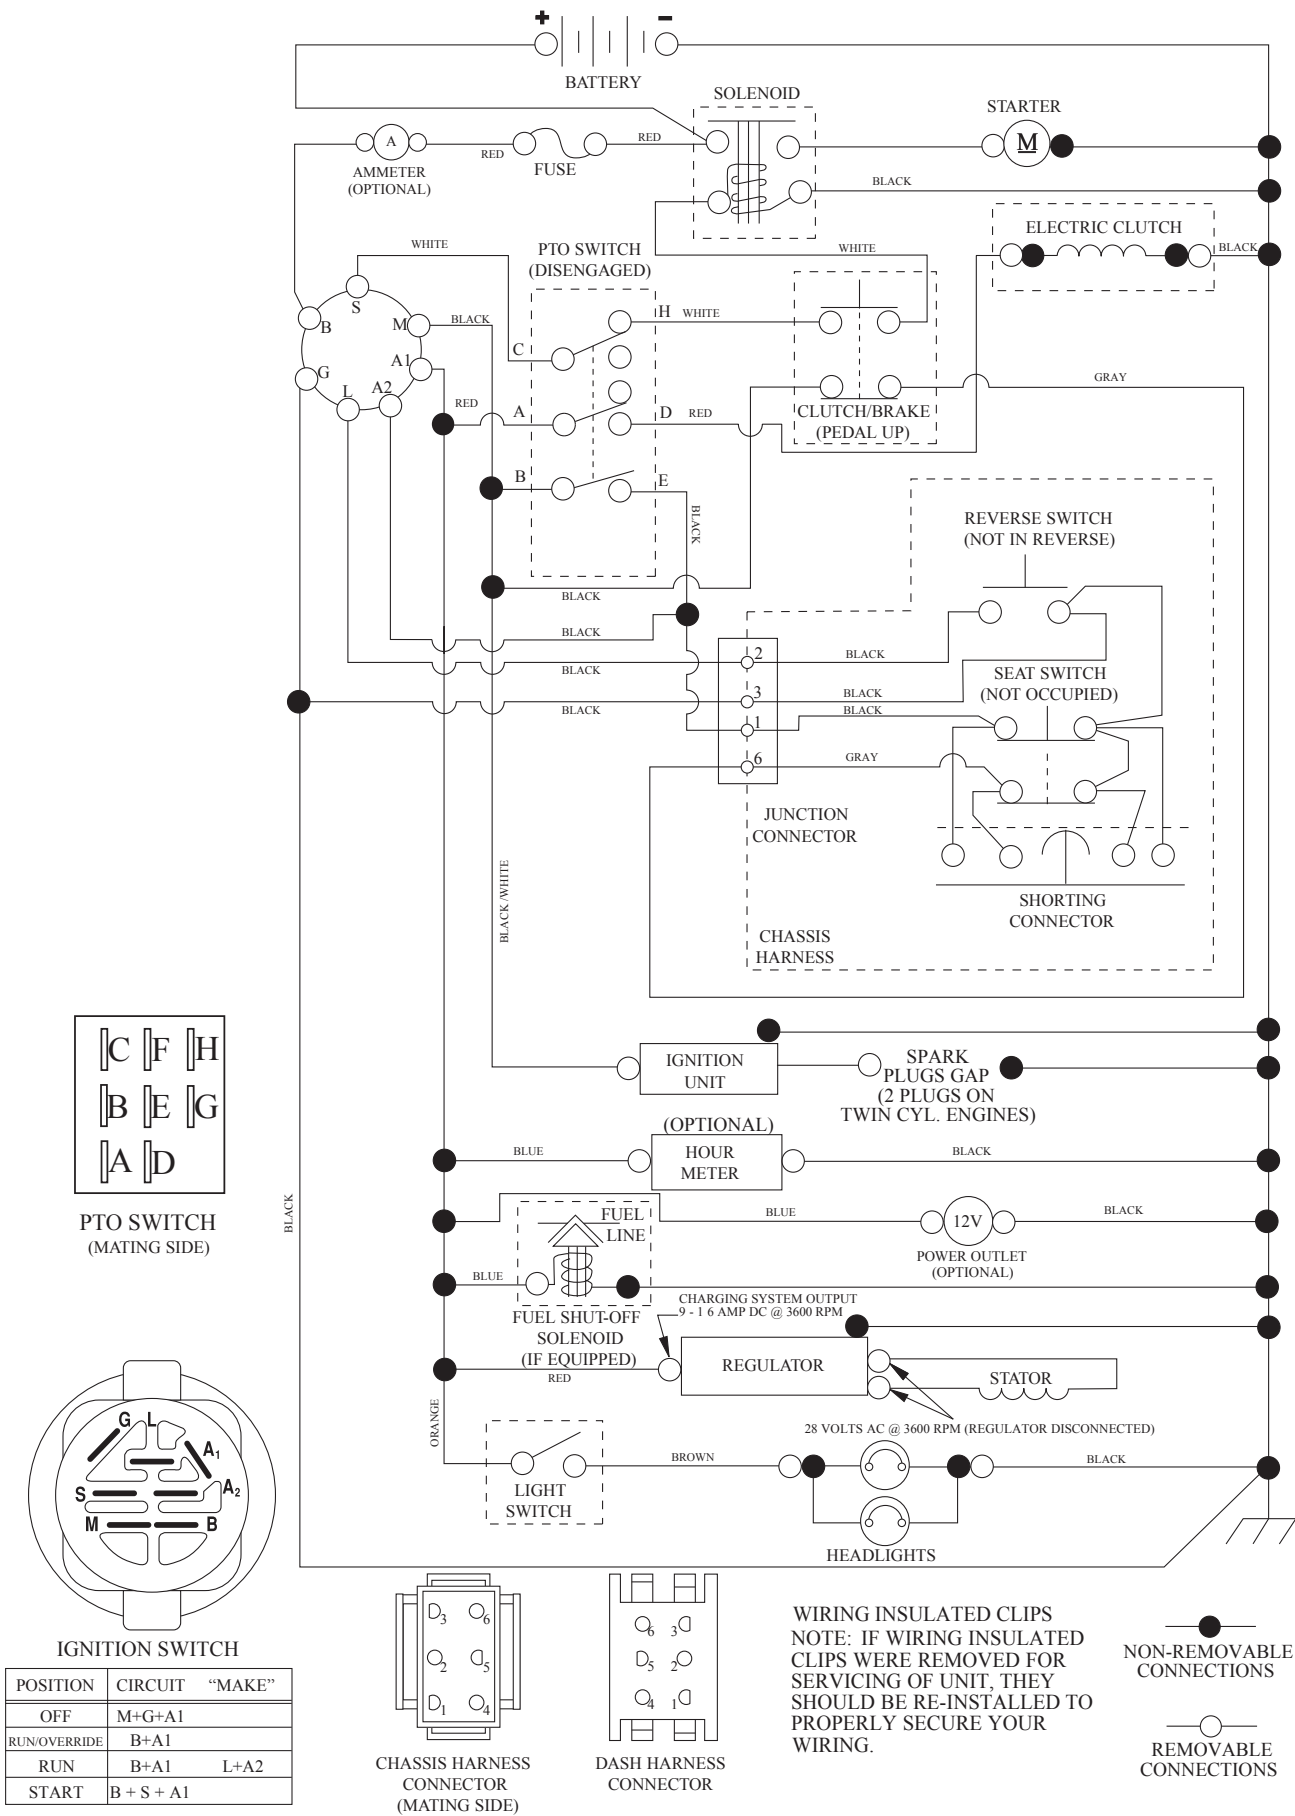 + −
BATTERY
SOLENOID
STARTER
A
M
RED
FUSE
RED
AMMETER
(OPTIONAL)
BLACK
ELECTRIC CLUTCH
BLACK
WHITE
PTO SWITCH
(DISENGAGED)
WHITE
S
B
M
BLACK
H WHITE
G
A1
L
A2
C
RED
A
D RED
CLUTCH/BRAKE
(PEDAL UP)
GRAY
B
E
BLACK
REVERSE SWITCH
(NOT IN REVERSE)
BLACK
BLACK
BLACK
2
BLACK
SEAT SWITCH
(NOT OCCUPIED)
BLACK
3
BLACK
BLACK
1
6
GRAY
JUNCTION
CONNECTOR
BLACK /WHITE
SHORTING
CONNECTOR
CHASSIS
HARNESS
C F H
B E G
A D
PTO SWITCH
(MATING SIDE)
BLACK
IGNITION
UNIT
SPARK
PLUGS GAP
(2 PLUGS ON
TWIN CYL. ENGINES)
(OPTIONAL)
HOUR
METER
BLUE
BLACK
FUEL
LINE
BLUE
12V
BLACK
POWER OUTLET
(OPTIONAL)
BLUE
FUEL SHUT-OFF
SOLENOID
(IF EQUIPPED)
CHARGING SYSTEM OUTPUT
9 - 1 6 AMP DC @ 3600 RPM
RED
REGULATOR
STATOR
28 VOLTS AC @ 3600 RPM (REGULATOR DISCONNECTED)
ORANGE
LIGHT
SWITCH
BROWN
BLACK
HEADLIGHTS
G L
A1
S
A2
M
B
IGNITION SWITCH
POSITION CIRCUIT “MAKE”
OFF M+G+A1
RUN/OVERRIDE B+A1
RUN B+A1 L+A2
START B + S + A1
3 6
2 5
1 4
CHASSIS HARNESS
CONNECTOR
(MATING SIDE)
6 3
5 2
4 1
DASH HARNESS
CONNECTOR
WIRING INSULATED CLIPS
NOTE: IF WIRING INSULATED
CLIPS WERE REMOVED FOR
SERVICING OF UNIT, THEY
SHOULD BE RE-INSTALLED TO
PROPERLY SECURE YOUR
WIRING.
NON-REMOVABLE
CONNECTIONS
REMOVABLE
CONNECTIONS